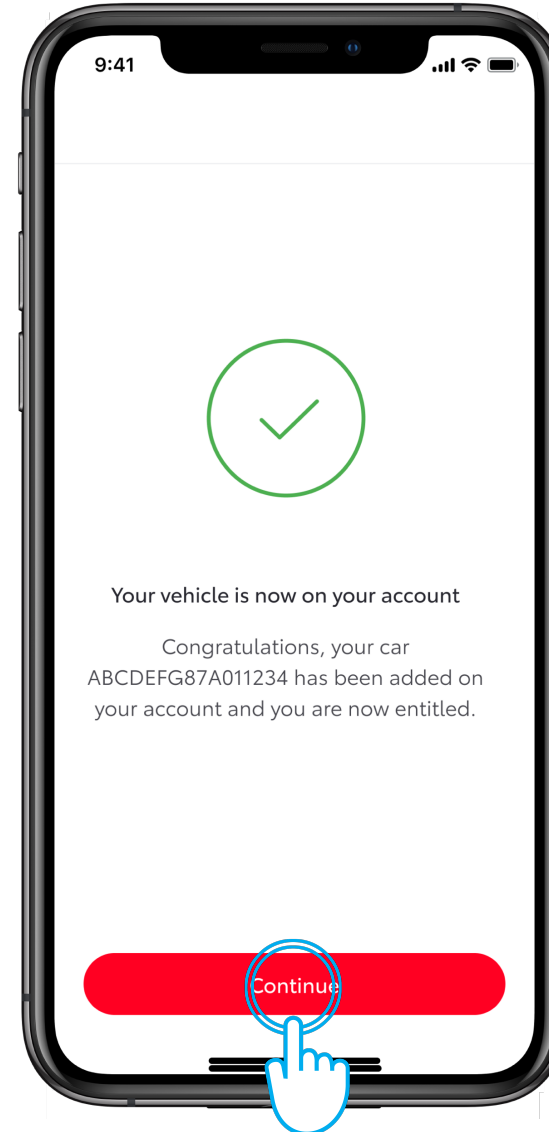 9:41
Your vehicle is now on your account
Congratulations, your car
ABCDEFG87A011234 has been added on
your account and you are now entitled.
Continue